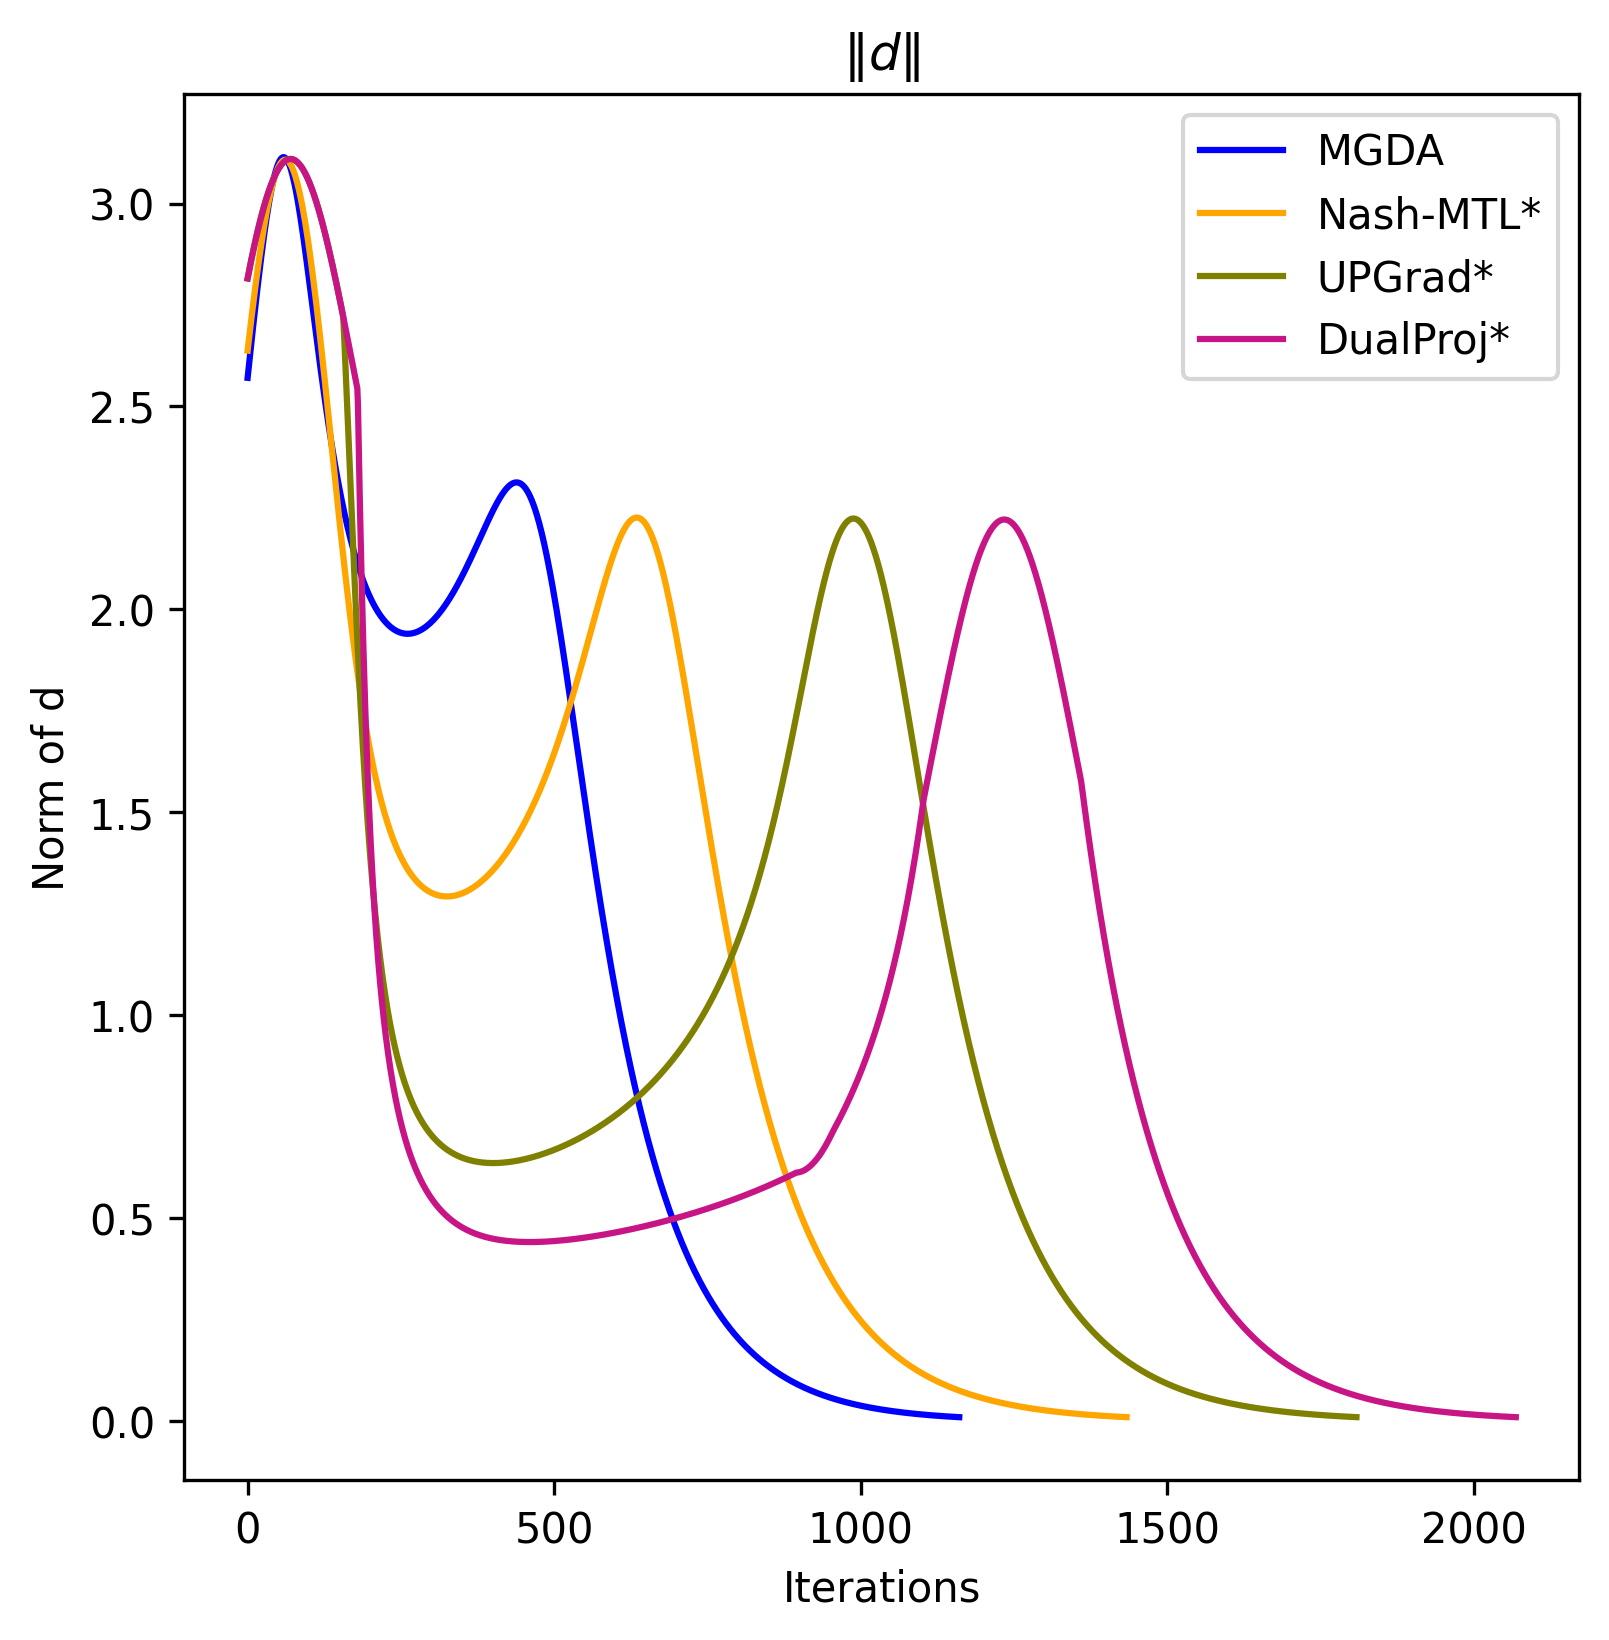 ‖d‖
Norm of d
3.0
2.5
2.0
1.5
1.0
0.5
0.0
MGDA
Nash-MTL*
UPGrad*
DualProj*
0 500 1000 1500 2000
Iterations